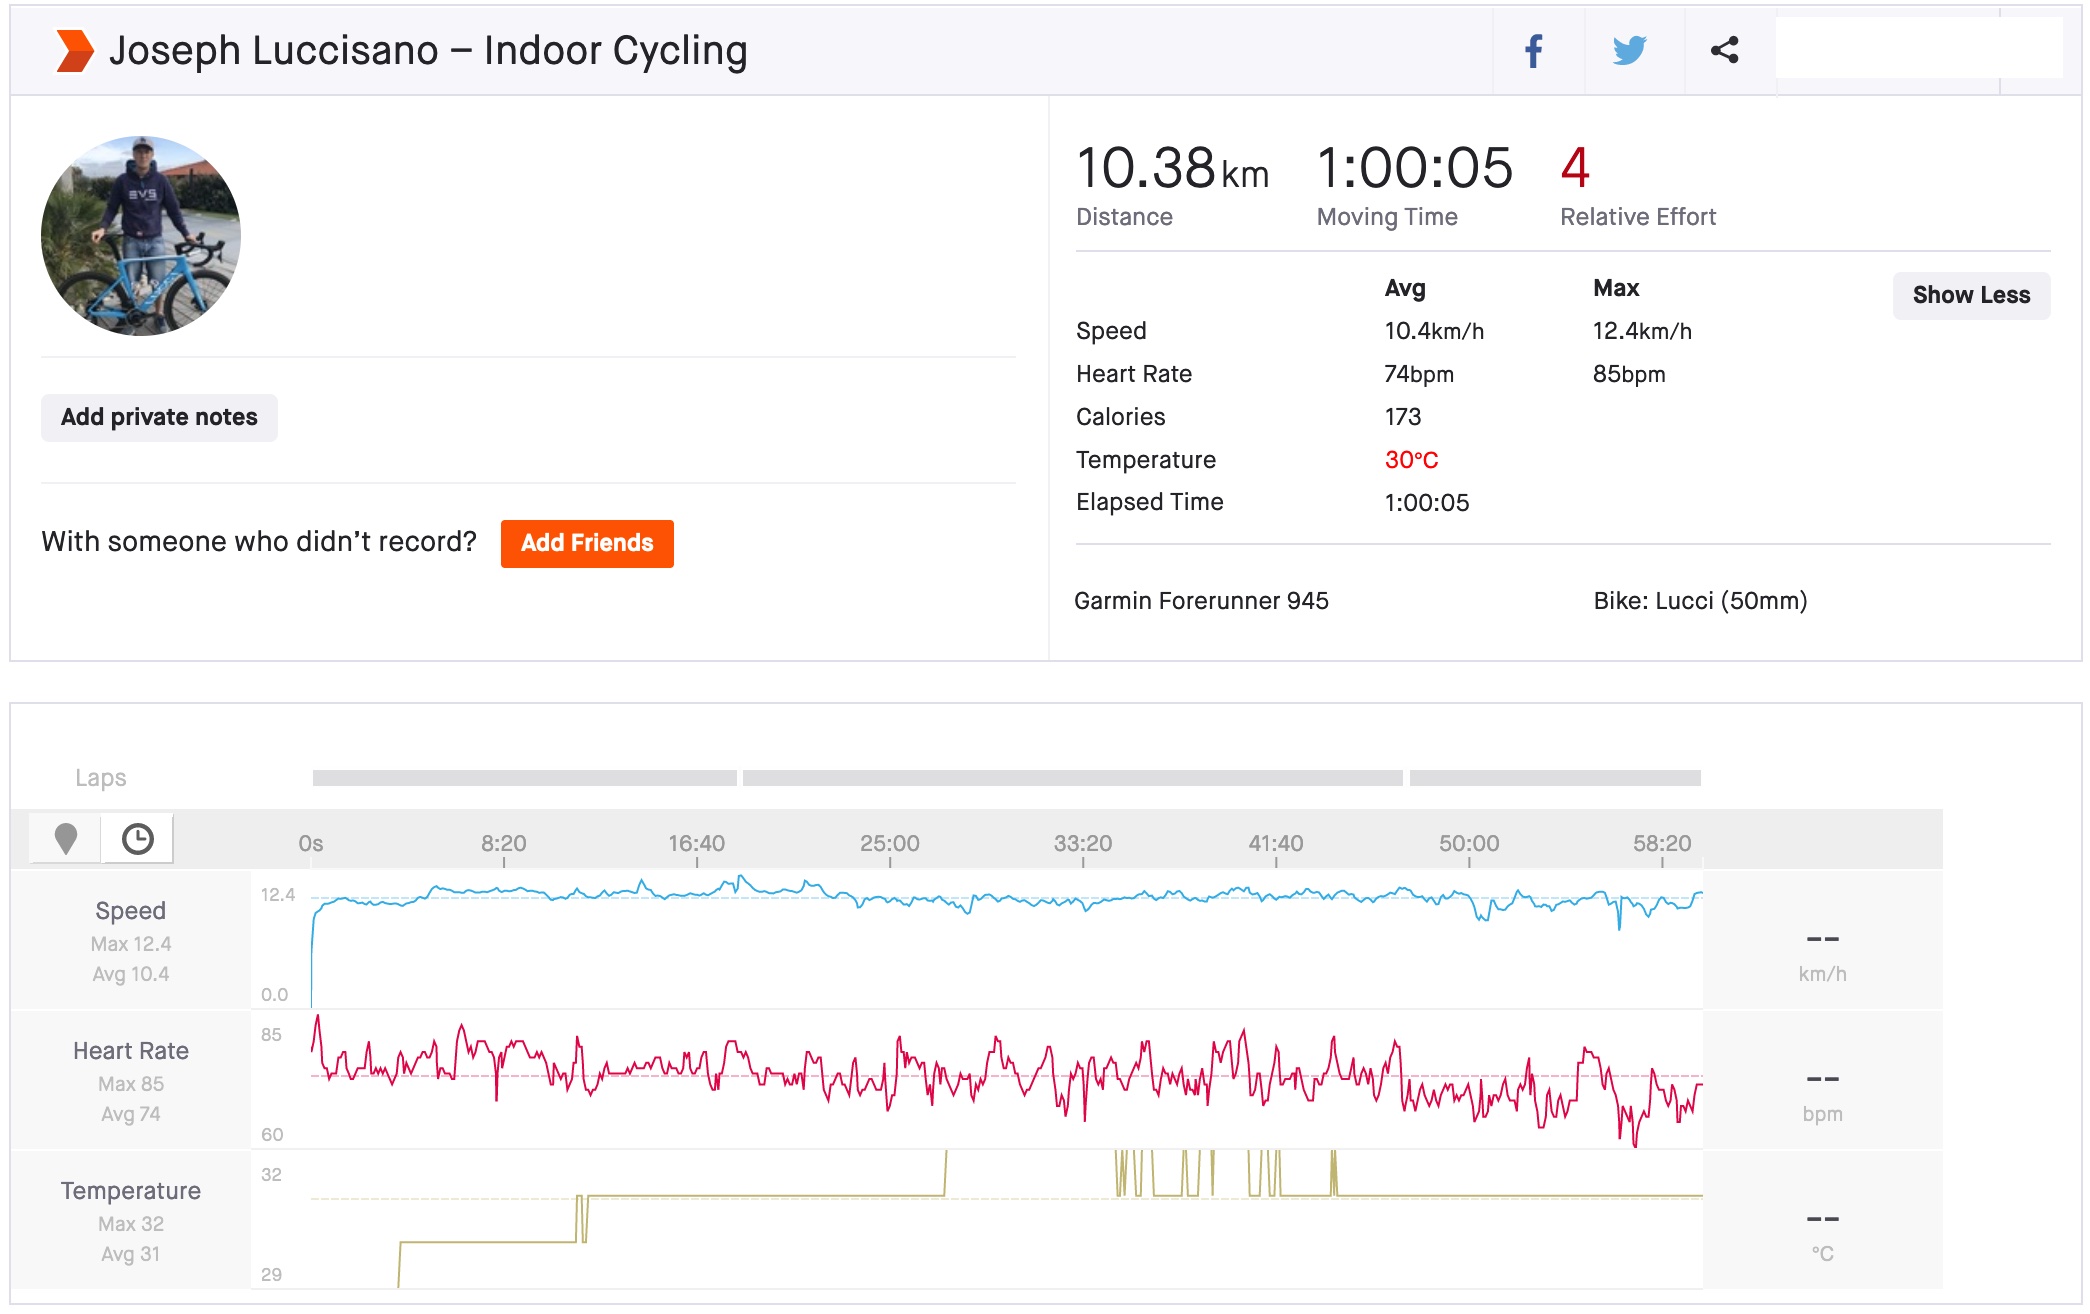 Joseph Luccisano – Indoor Cycling
EVS
10.38 km 1:00:05 4
Distance Moving Time Relative Effort
Avg Max Show Less
Speed 10.4km/h 12.4km/h
Heart Rate 74bpm 85bpm
Calories 173
Temperature 30°C
Elapsed Time 1:00:05
Add private notes
With someone who didn’t record? Add Friends
Garmin Forerunner 945 Bike: Lucci (50mm)
Laps
0s 8:20 16:40 25:00 33:20 41:40 50:00 58:20
Speed
Max 12.4
Avg 10.4
12.4
0.0
--
km/h
Heart Rate
Max 85
Avg 74
85
60
--
bpm
Temperature
Max 32
Avg 31
32
29
--
°C